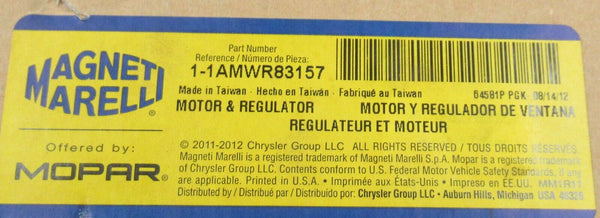 MAGNETI
MARELLI
Offered by:
MOPAR
Part Number
Reference / Número de Pieza:
1-1AMWR83157
Made in Taiwan · Hecho en Taiwán · Fabriqué au Taiwan
64581P PGK- 08/14/12
MOTOR & REGULATOR
MOTOR Y REGULADOR DE VENTANA
REGULATEUR ET MOTEUR
© 2011-2012 Chrysler Group LLC ALL RIGHTS RESERVED / TOUS DROITS RÉSERVÉS
Magneti Marelli is a registered trademark of Magneti Marelli S.p.A. Mopar is a registered
trademark of Chrysler Group LLC. Contents conform to U.S. Federal Motor Vehicle Safety Standards, if any
are applicable. Printed in U.S.A. • Imprimée aux États-Unis • Impreso en EE.UU. MM1R11
Distributed by / Distribué par / Distribuido por: Chrysler Group LLC - Auburn Hills, Michigan USA 48326